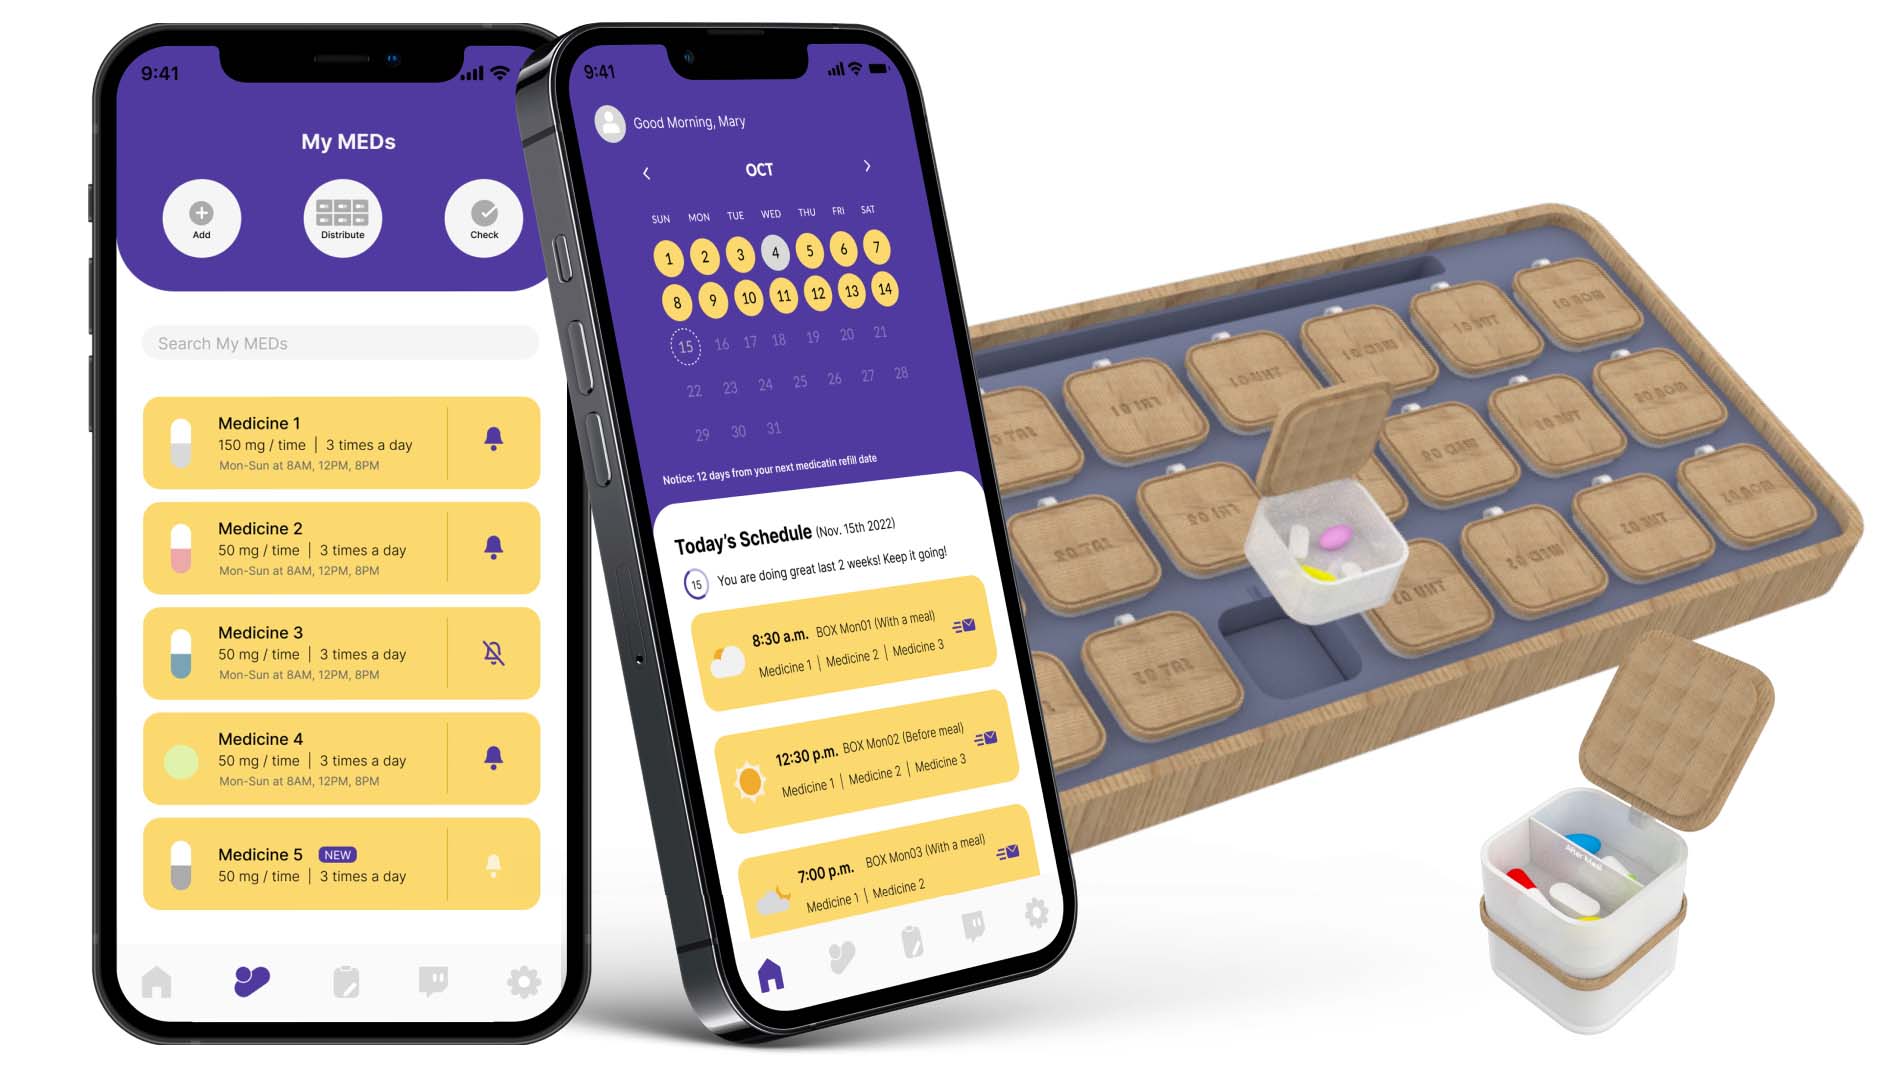 9:41
My MEDs
Add
Distribute
Check
Search My MEDs
Medicine 1
150 mg / time | 3 times a day
Mon-Sun at 8AM, 12PM, 8PM
Medicine 2
50 mg / time | 3 times a day
Mon-Sun at 8AM, 12PM, 8PM
Medicine 3
50 mg / time | 3 times a day
Mon-Sun at 8AM, 12PM, 8PM
Medicine 4
50 mg / time | 3 times a day
Mon-Sun at 8AM, 12PM, 8PM
Medicine 5 NEW
50 mg / time | 3 times a day
9:41
Good Morning, Mary
< OCT >
SUN MON TUE WED THU FRI SAT
1 2 3 4 5 6 7
8 9 10 11 12 13 14
15 16 17 18 19 20 21
22 23 24 25 26 27 28
29 30 31
Notice: 12 days from your next medicatin refill date
Today's Schedule (Nov. 15th 2022)
15 You are doing great last 2 weeks! Keep it going!
8:30 a.m. BOX Mon01 (With a meal)
Medicine 1 | Medicine 2 | Medicine 3
12:30 p.m. BOX Mon02 (Before meal)
Medicine 1 | Medicine 2 | Medicine 3
7:00 p.m. BOX Mon03 (With a meal)
Medicine 1 | Medicine 2